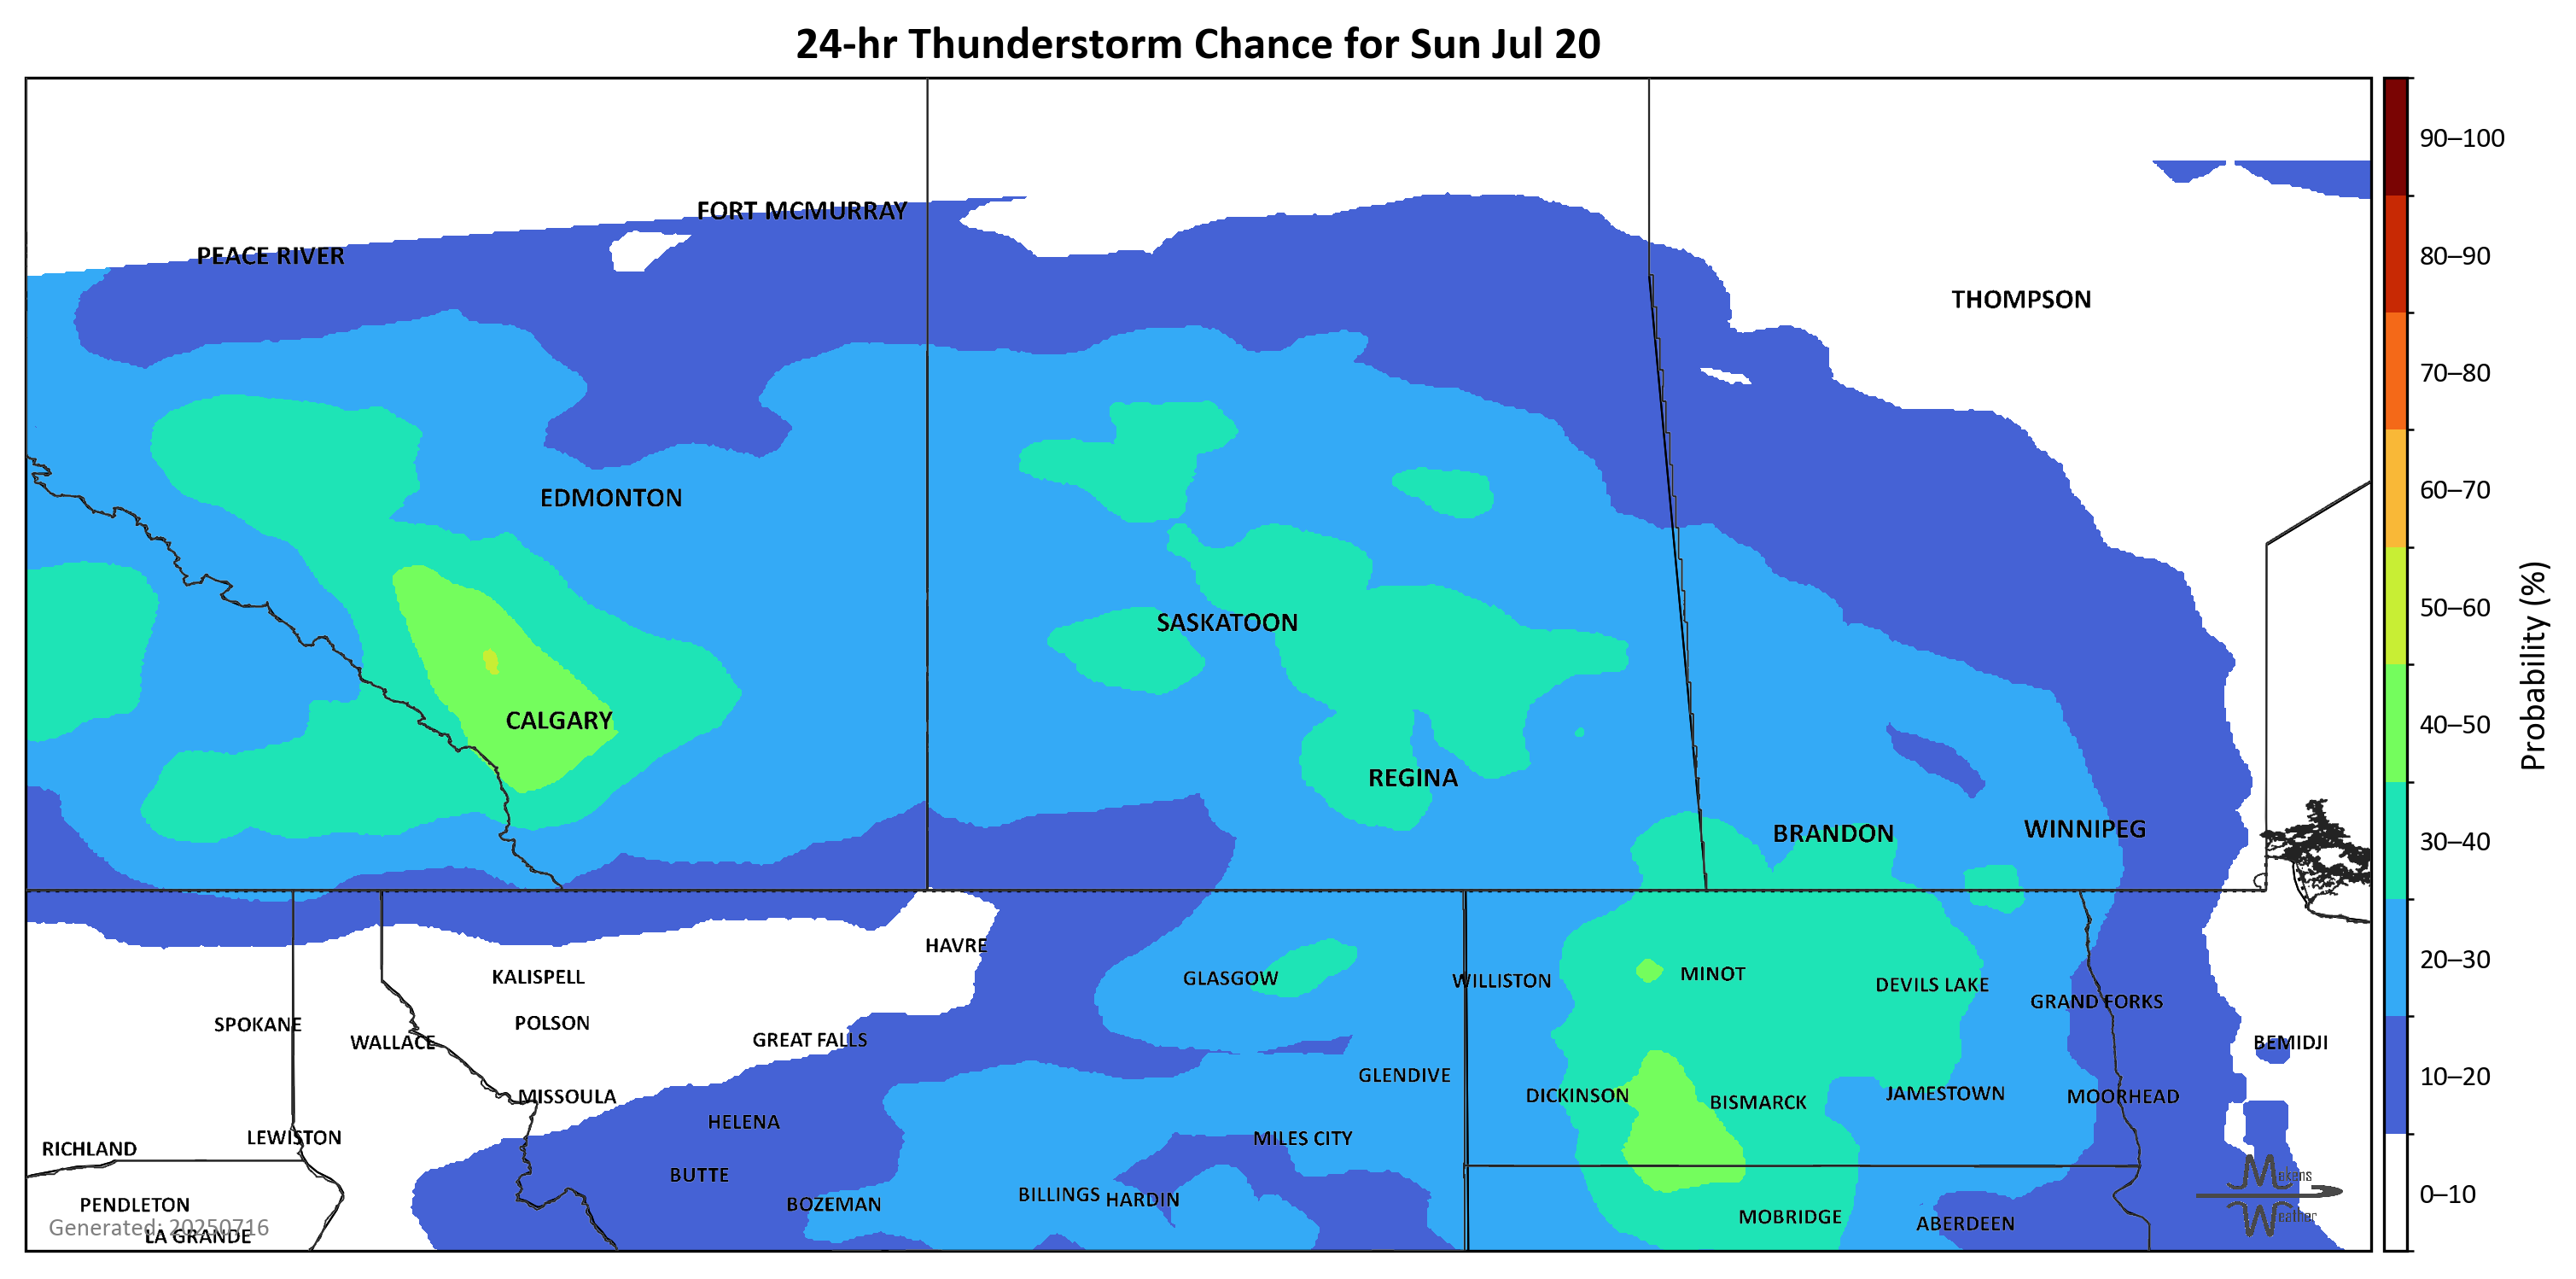 24-hr Thunderstorm Chance for Sun Jul 20
90–100
FORT MCMURRAY
PEACE RIVER
80–90
THOMPSON
70–80
60–70
EDMONTON
50–60
SASKATOON
Probability (%)
CALGARY
40–50
REGINA
BRANDON
WINNIPEG
30–40
HAVRE
20–30
KALISPELL
GLASGOW
WILLISTON
MINOT
DEVILS LAKE
GRAND FORKS
SPOKANE
POLSON
WALLACE
GREAT FALLS
BEMIDJI
GLENDIVE
10–20
MISSOULA
DICKINSON
BISMARCK
JAMESTOWN
MOORHEAD
HELENA
RICHLAND
LEWISTON
MILES CITY
BUTTE
Mekens
BILLINGS
HARDIN
0–10
PENDLETON
BOZEMAN
Weather
MOBRIDGE
ABERDEEN
Generated: 20250716
LA GRANDE